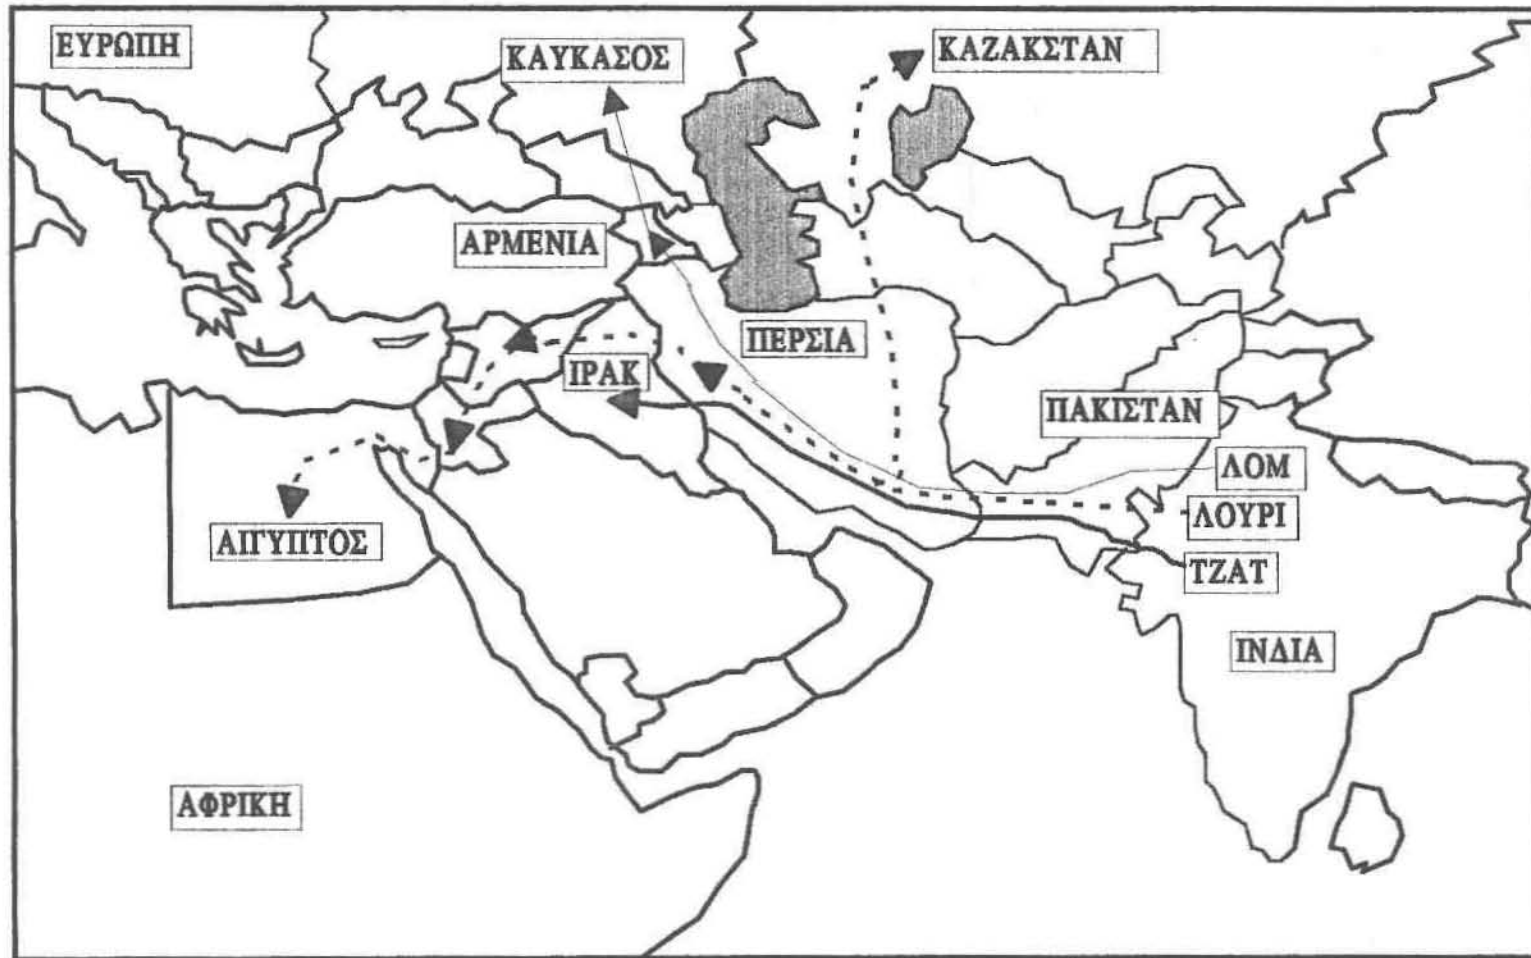 ΕΥΡΩΠΗ
ΚΑΥΚΑΣΟΣ
ΚΑΖΑΚΣΤΑΝ
ΑΡΜΕΝΙΑ
ΠΕΡΣΙΑ
ΙΡΑΚ
ΠΑΚΙΣΤΑΝ
ΛΟΜ
ΛΟΥΡΙ
ΑΙΓΥΠΤΟΣ
ΤΖΑΤ
ΙΝΔΙΑ
ΑΦΡΙΚΗ